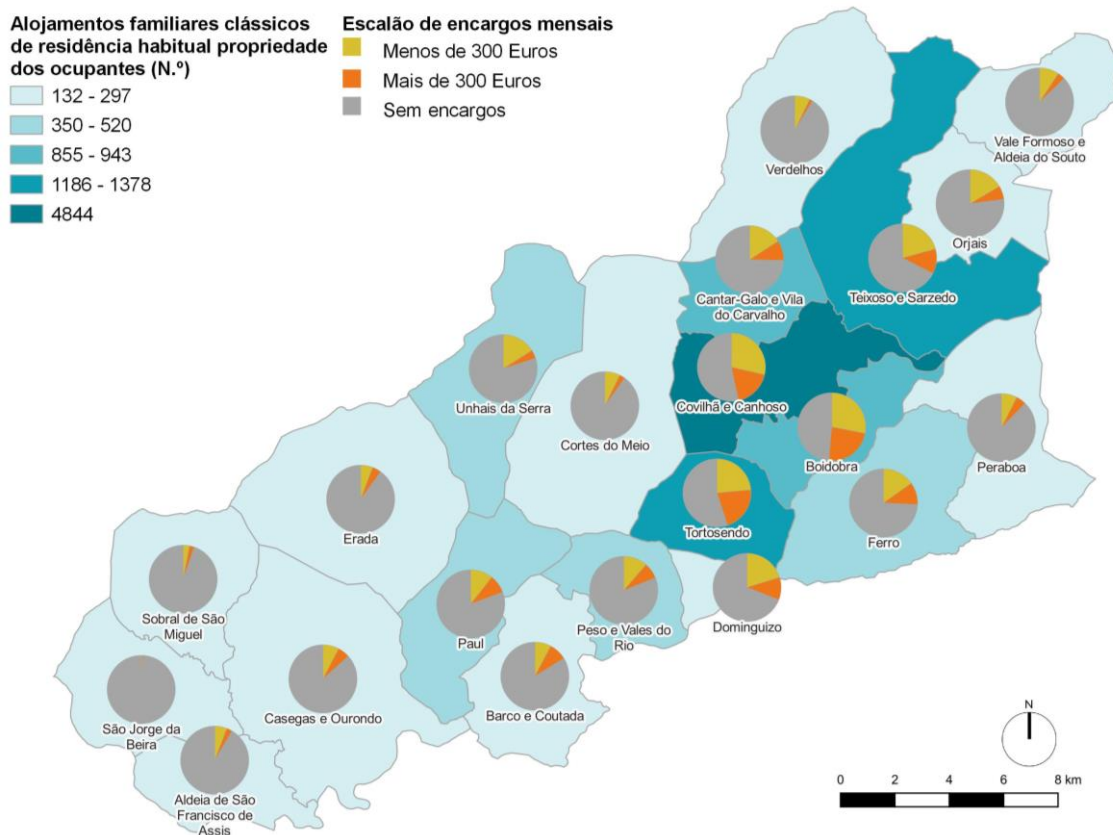 Alojamentos familiares clássicos
de residência habitual propriedade
dos ocupantes (N.º)
132 - 297
350 - 520
855 - 943
1186 - 1378
4844
Escalão de encargos mensais
Menos de 300 Euros
Mais de 300 Euros
Sem encargos
Verdelhos
Vale Formoso e
Aldeia do Souto
Orjais
Cantar-Galo e Vila
do Carvalho
Teixoso e Sarzedo
Unhais da Serra
Cortes do Meio
Covilhã e Canhoso
Boidobra
Peraboa
Erada
Tortosendo
Ferro
Sobral de São
Miguel
Paul
Peso e Vales do
Rio
Dominguizo
São Jorge da
Beira
Casegas e Ourondo
Barco e Coutada
Aldeia de São
Francisco de
Assis
N
0 2 4 6 8 km